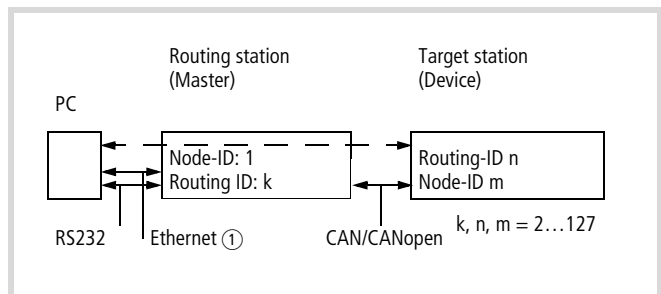 Routing station
(Master)
Target station
(Device)
PC
Node-ID: 1
Routing ID: k
Routing-ID n
Node-ID m
RS232
Ethernet ①
CAN/CANopen
k, n, m = 2…127